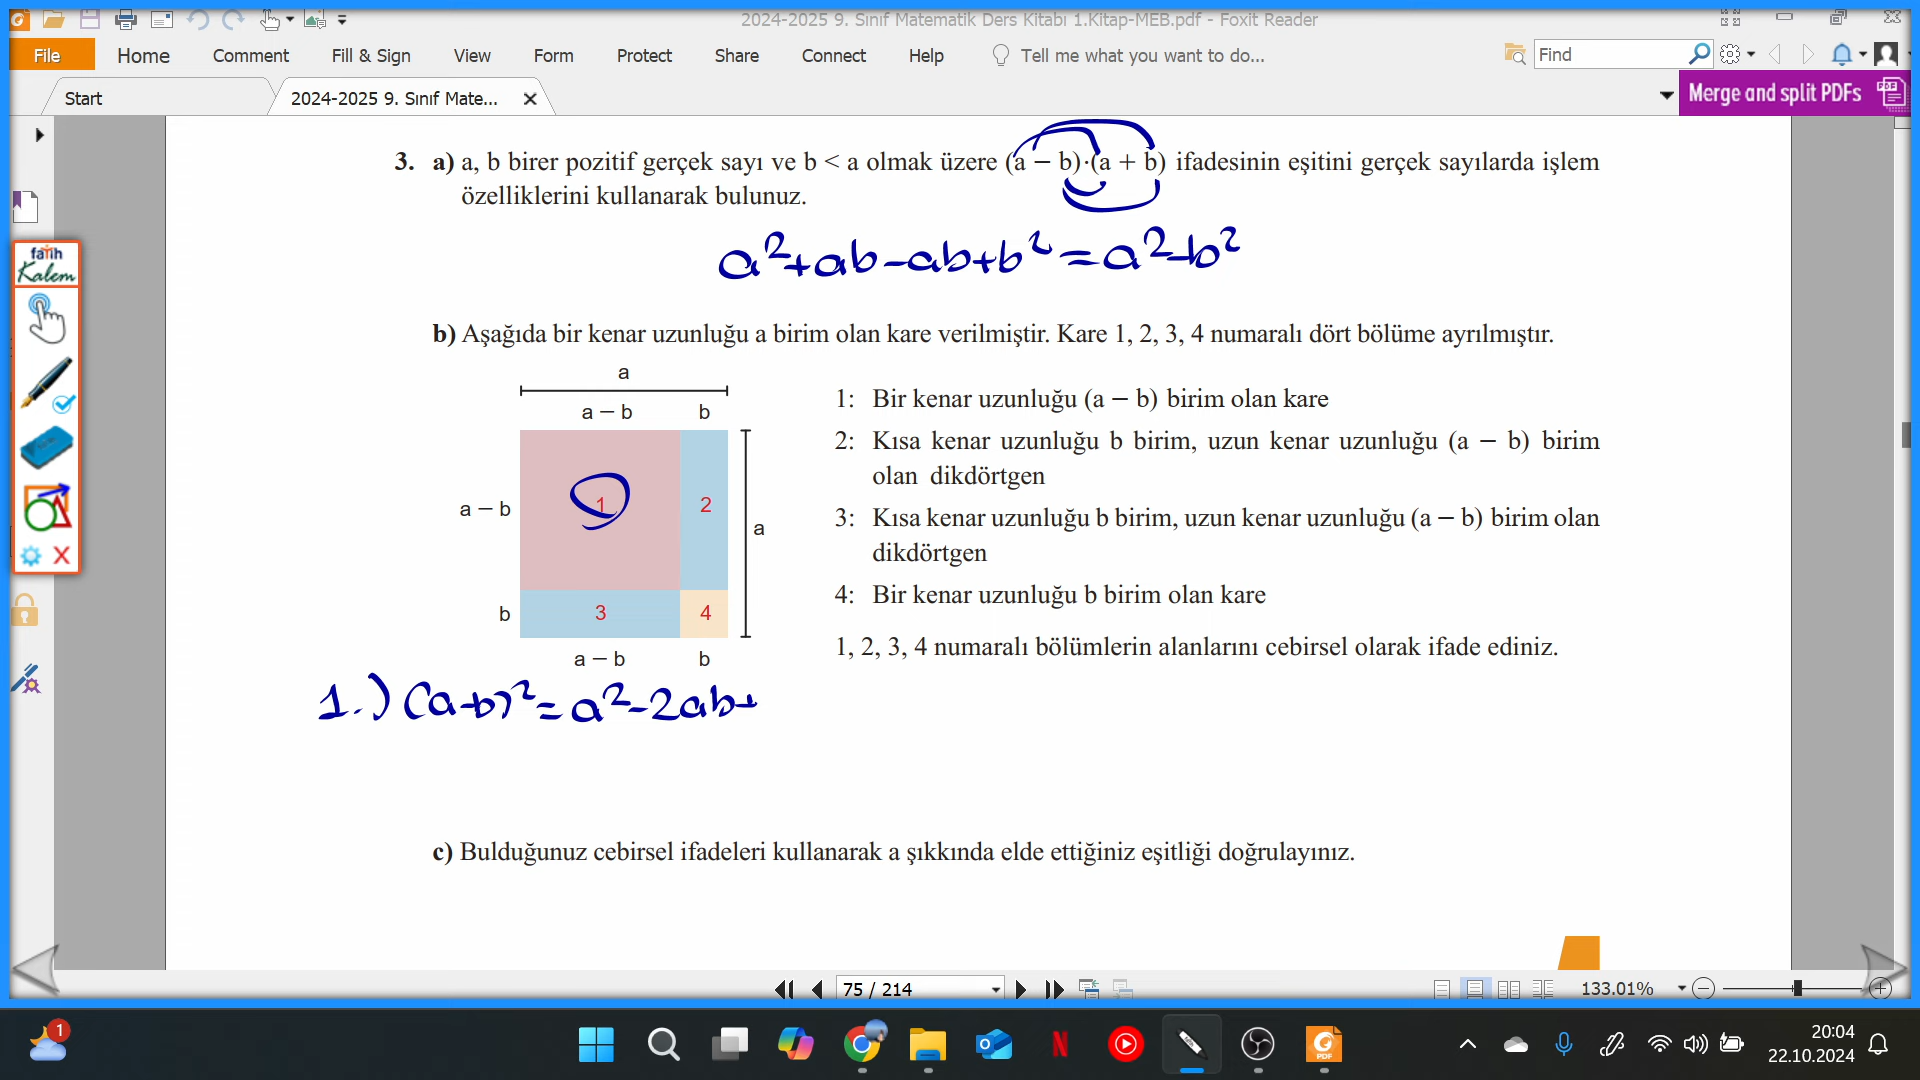 2024-2025 9. Sınıf Matematik Ders Kitabı 1.Kitap-MEB.pdf - Foxit Reader
File Home Comment Fill & Sign View Form Protect Share Connect Help Tell me what you want to do... Find
Start 2024-2025 9. Sınıf Mate... Merge and split PDFs
3. a) a, b birer pozitif gerçek sayı ve b < a olmak üzere (a − b)·(a + b) ifadesinin eşitini gerçek sayılarda işlem
özelliklerini kullanarak bulunuz.
a²+ab-ab+b²=a²-b²
fatih
Kalem
b) Aşağıda bir kenar uzunluğu a birim olan kare verilmiştir. Kare 1, 2, 3, 4 numaralı dört bölüme ayrılmıştır.
a
a − b b
a − b 1 2 a
b 3 4
a − b b
1: Bir kenar uzunluğu (a − b) birim olan kare
2: Kısa kenar uzunluğu b birim, uzun kenar uzunluğu (a − b) birim
olan dikdörtgen
3: Kısa kenar uzunluğu b birim, uzun kenar uzunluğu (a − b) birim olan
dikdörtgen
4: Bir kenar uzunluğu b birim olan kare
1, 2, 3, 4 numaralı bölümlerin alanlarını cebirsel olarak ifade ediniz.
1.) (a-b)²=a²-2ab+
c) Bulduğunuz cebirsel ifadeleri kullanarak a şıkkında elde ettiğiniz eşitliği doğrulayınız.
75 / 214 133.01%
1 20:04
22.10.2024